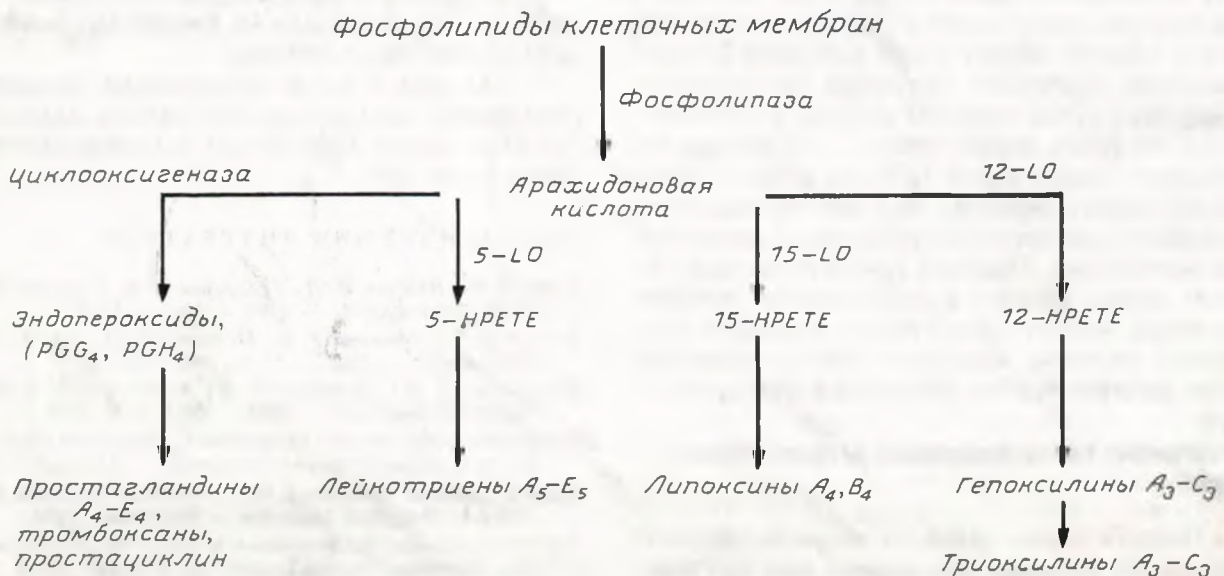 Фосфолипиды клеточных мембран
Фосфолипаза
Циклооксигеназа
Арахидоновая
кислота
12-LO
5-LO
15-LO
Эндопероксиды,
(PGG₄, PGH₄)
5-HPETE
15-HPETE
12-HPETE
Простагландины
A₄-E₄,
тромбоксаны,
простациклин
Лейкотриены A₅-E₅
Липоксины A₄,B₄
Гепоксилины A₃-C₃
Триоксилины A₃-C₃